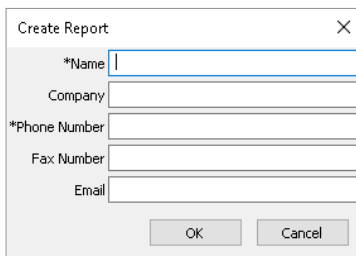 Create Report
*Name
Company
*Phone Number
Fax Number
Email
OK Cancel